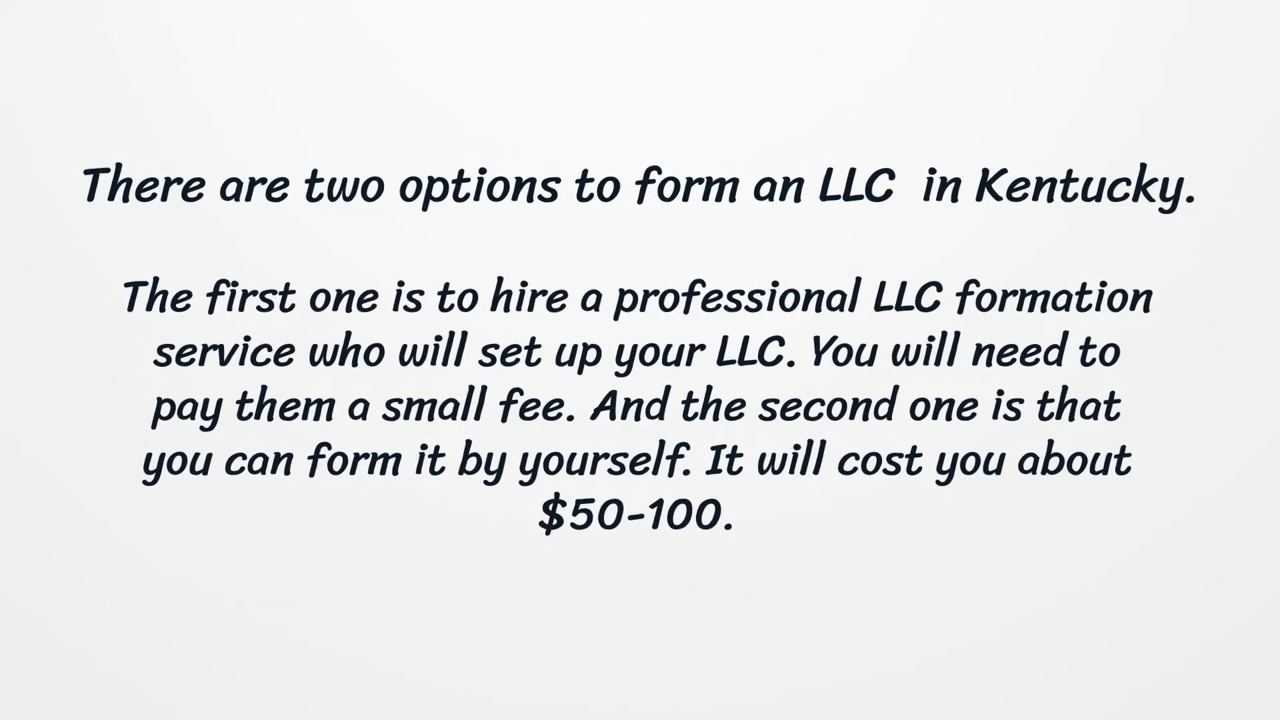 There are two options to form an LLC  in Kentucky.
The first one is to hire a professional LLC formation
service who will set up your LLC. You will need to
pay them a small fee. And the second one is that
you can form it by yourself. It will cost you about
$50-100.